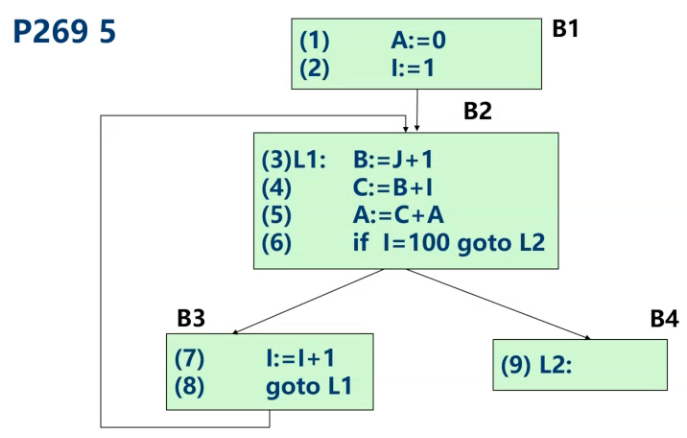 P269 5
B1
(1) A:=0
(2) I:=1
B2
(3)L1: B:=J+1
(4) C:=B+I
(5) A:=C+A
(6) if I=100 goto L2
B3
(7) I:=I+1
(8) goto L1
B4
(9) L2: